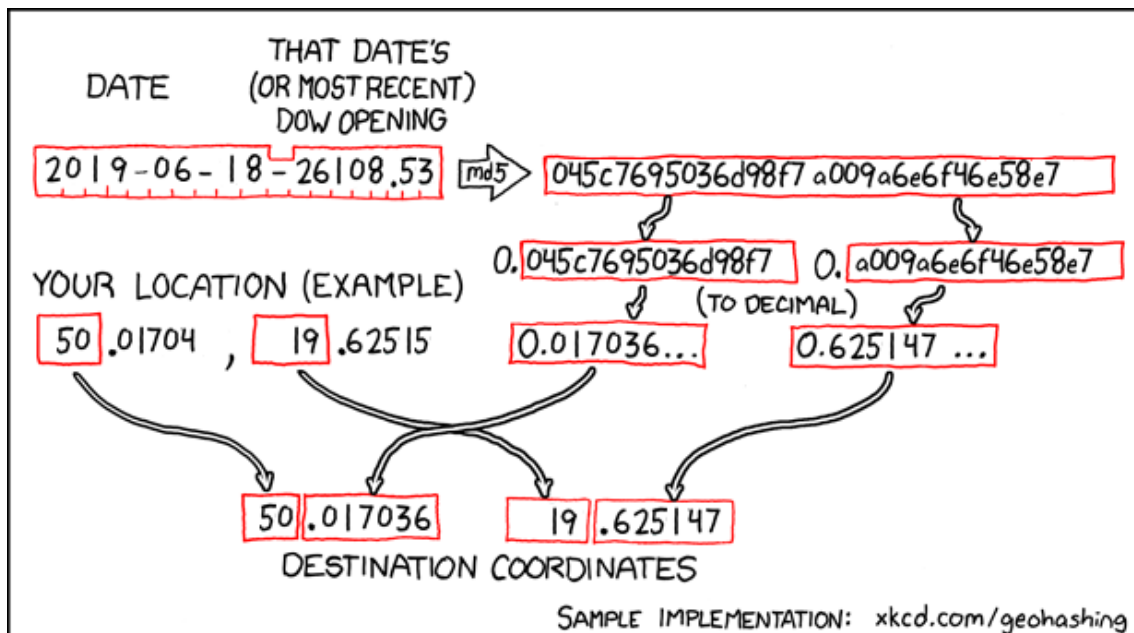 DATE
THAT DATE'S
(OR MOST RECENT)
DOW OPENING
2019-06-18-26108.53
md5
045c7695036d98f7a009a6e6f46e58e7
0.045c7695036d98f7
0.a009a6e6f46e58e7
(TO DECIMAL)
YOUR LOCATION (EXAMPLE)
50.01704, 19.62515
0.017036...
0.625147...
50.017036
19.625147
DESTINATION COORDINATES
SAMPLE IMPLEMENTATION: xkcd.com/geohashing